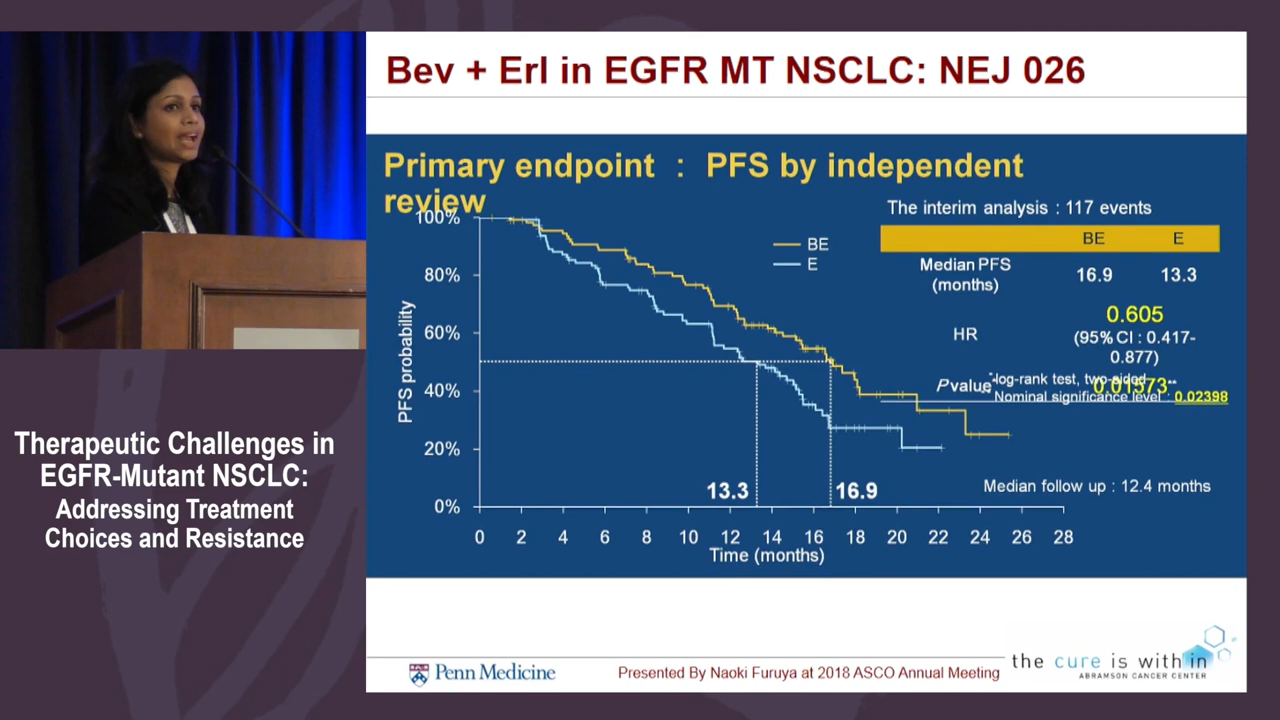 Bev + Erl in EGFR MT NSCLC: NEJ 026
Primary endpoint : PFS by independent
review
The interim analysis : 117 events
BE
E
BE E
Median PFS
(months)
16.9 13.3
HR
0.605
(95% CI : 0.417-
0.877)
P value*
0.01573**
*log-rank test, two-sided
** Nominal significance level : 0.02398
PFS probability
100%
80%
60%
40%
20%
0%
13.3 16.9
Median follow up : 12.4 months
0 2 4 6 8 10 12 14 16 18 20 22 24 26 28
Time (months)
Therapeutic Challenges in
EGFR-Mutant NSCLC:
Addressing Treatment
Choices and Resistance
Penn Medicine
Presented By Naoki Furuya at 2018 ASCO Annual Meeting
the cure is within
ABRAMSON CANCER CENTER